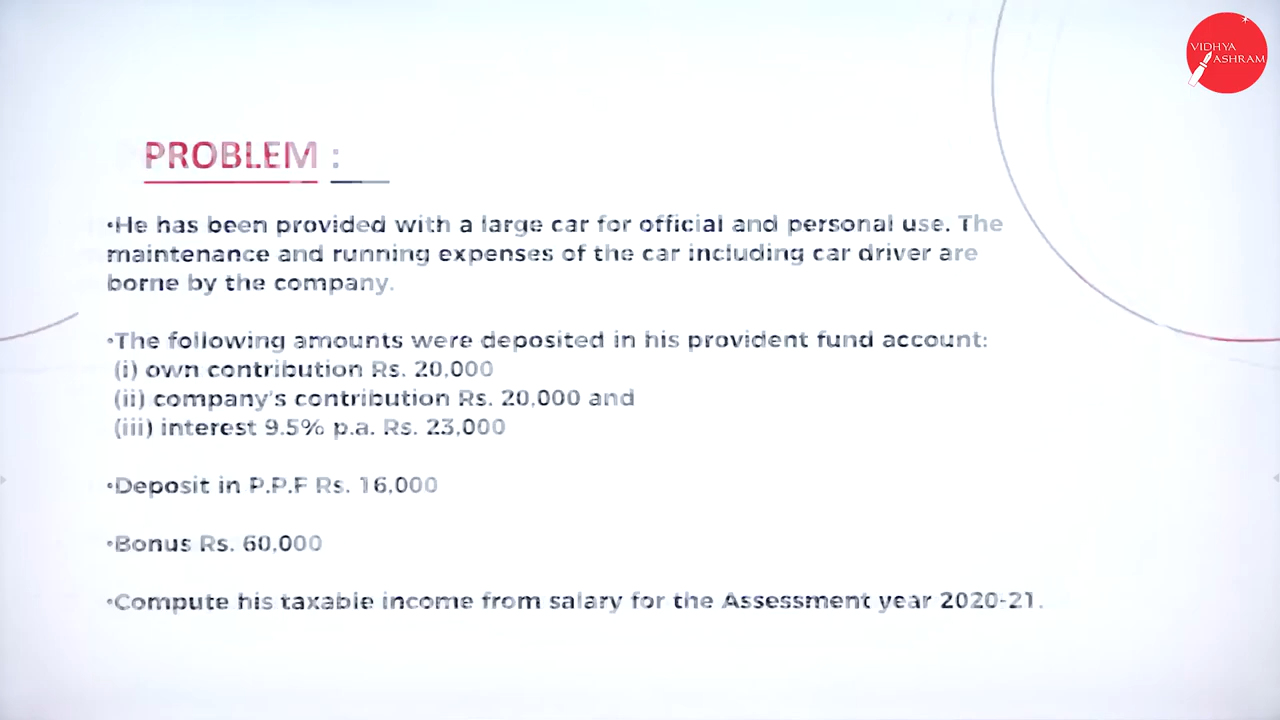 VIDHYA
ASHRAM
PROBLEM :
•He has been provided with a large car for official and personal use. The
maintenance and running expenses of the car including car driver are
borne by the company.
•The following amounts were deposited in his provident fund account:
(i) own contribution Rs. 20,000
(ii) company's contribution Rs. 20,000 and
(iii) interest 9.5% p.a. Rs. 23,000
•Deposit in P.P.F Rs. 16,000
•Bonus Rs. 60,000
•Compute his taxable income from salary for the Assessment year 2020-21.